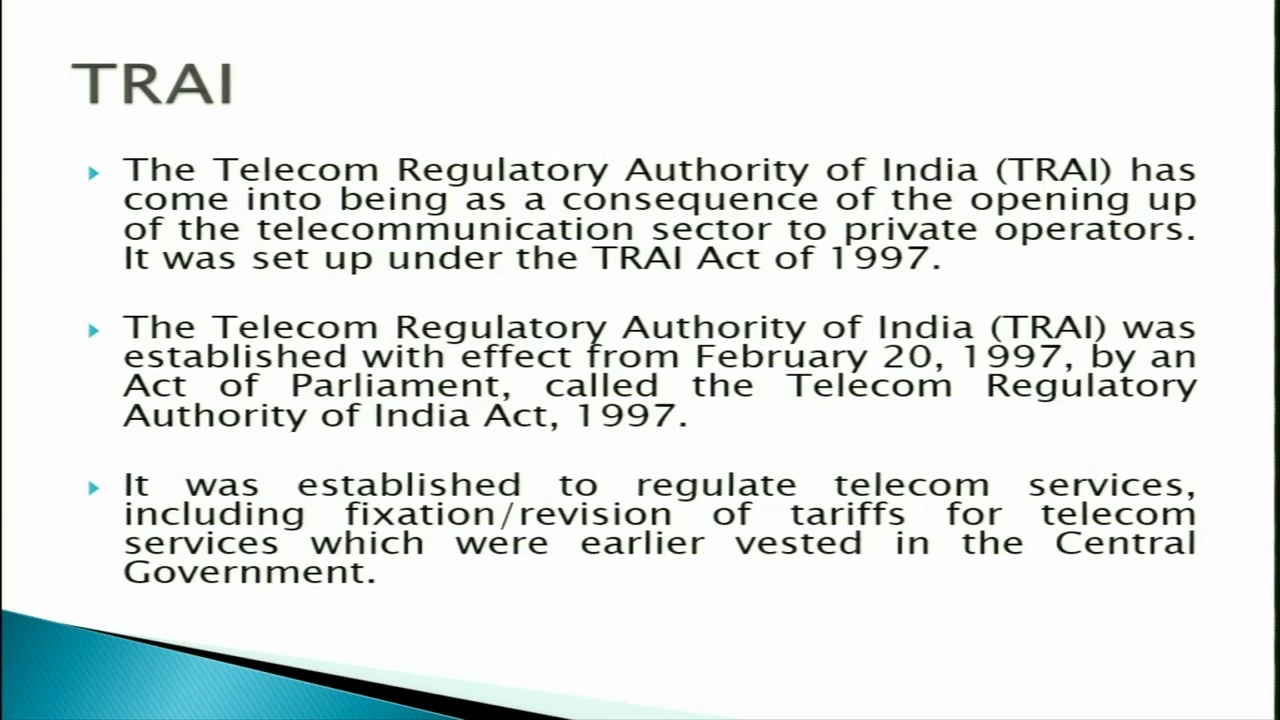 TRAI
The Telecom Regulatory Authority of India (TRAI) has
come into being as a consequence of the opening up
of the telecommunication sector to private operators.
It was set up under the TRAI Act of 1997.
The Telecom Regulatory Authority of India (TRAI) was
established with effect from February 20, 1997, by an
Act of Parliament, called the Telecom Regulatory
Authority of India Act, 1997.
It was established to regulate telecom services,
including fixation/revision of tariffs for telecom
services which were earlier vested in the Central
Government.